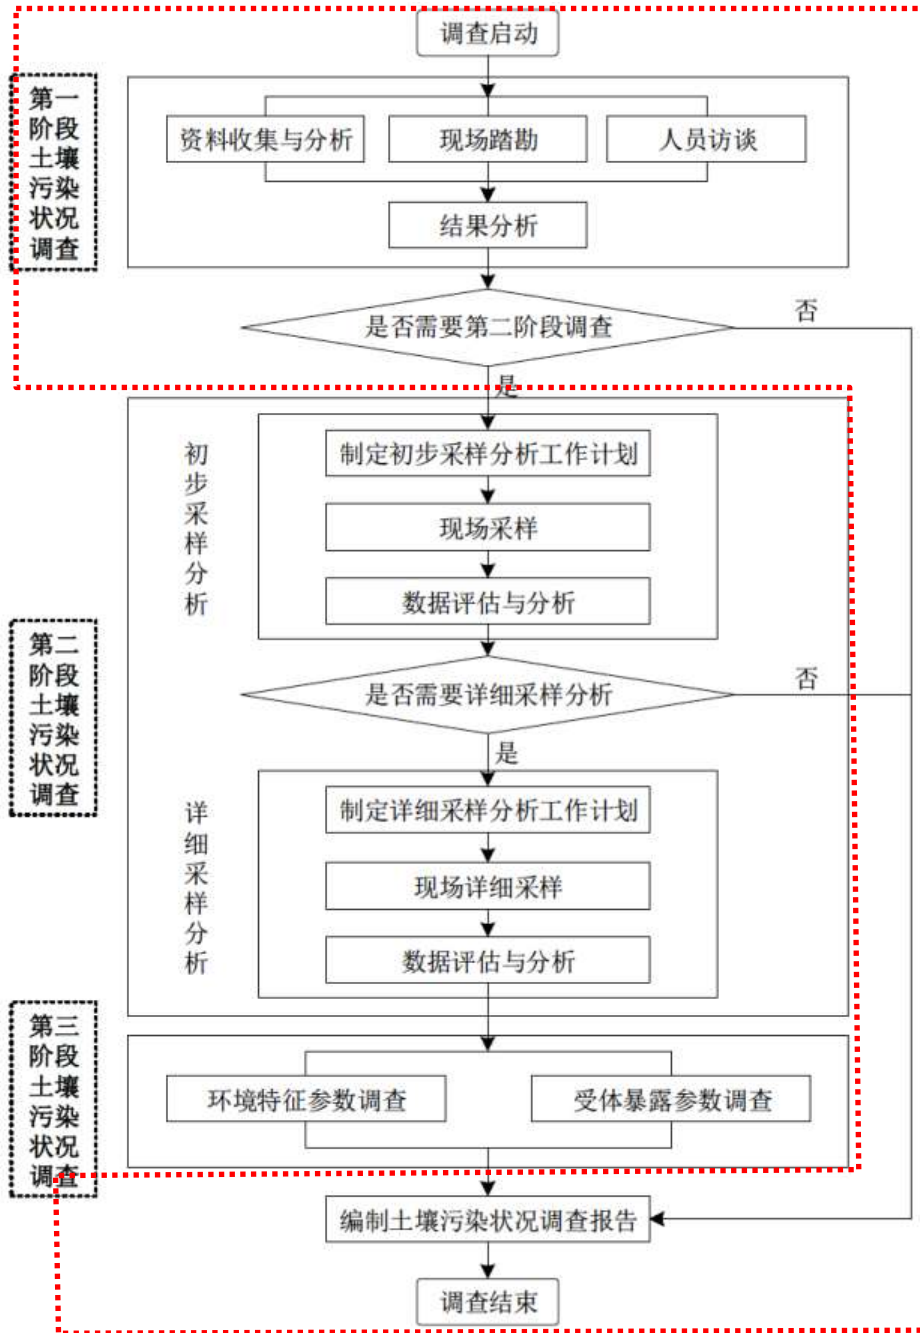 调查启动
第一
阶段
土壤
污染
状况
调查
资料收集与分析
现场踏勘
人员访谈
结果分析
是否需要第二阶段调查
否
是
初
步
采
样
分
析
制定初步采样分析工作计划
现场采样
数据评估与分析
第二
阶段
土壤
污染
状况
调查
是否需要详细采样分析
否
是
详
细
采
样
分
析
制定详细采样分析工作计划
现场详细采样
数据评估与分析
第三
阶段
土壤
污染
状况
调查
环境特征参数调查
受体暴露参数调查
编制土壤污染状况调查报告
调查结束